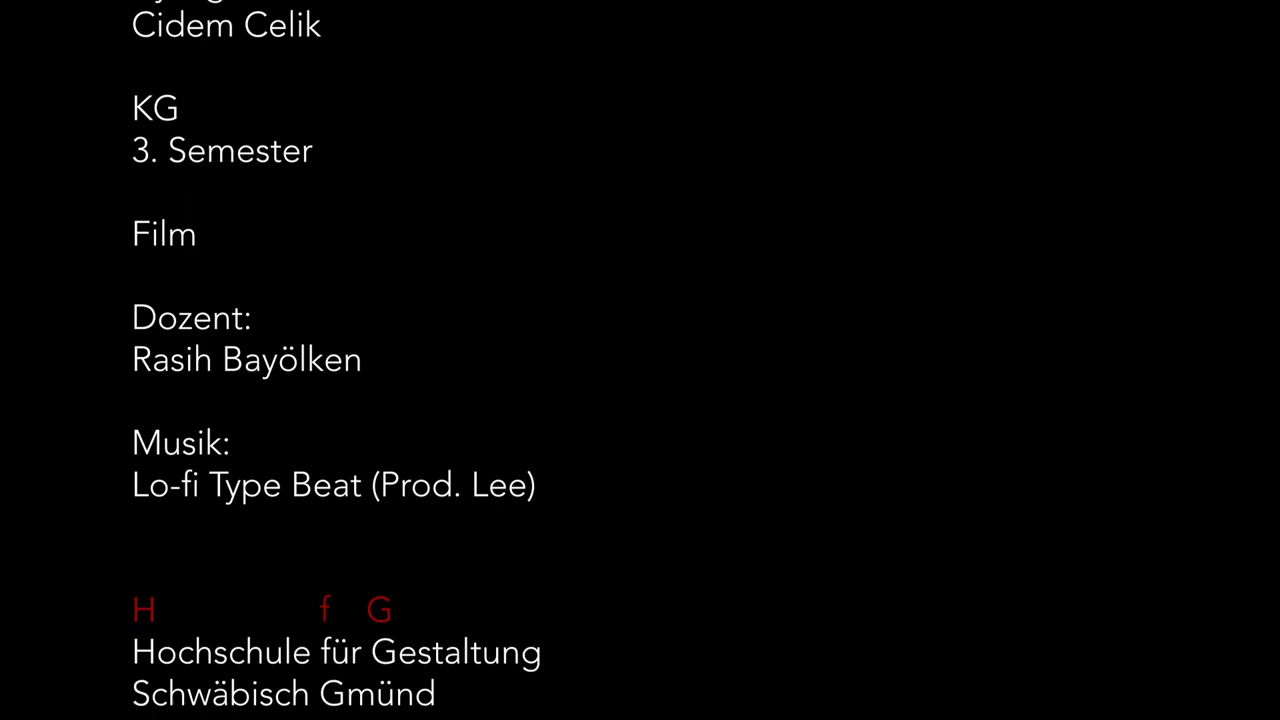 Cidem Celik
KG
3. Semester
Film
Dozent:
Rasih Bayölken
Musik:
Lo-fi Type Beat (Prod. Lee)
H f G
Hochschule für Gestaltung
Schwäbisch Gmünd